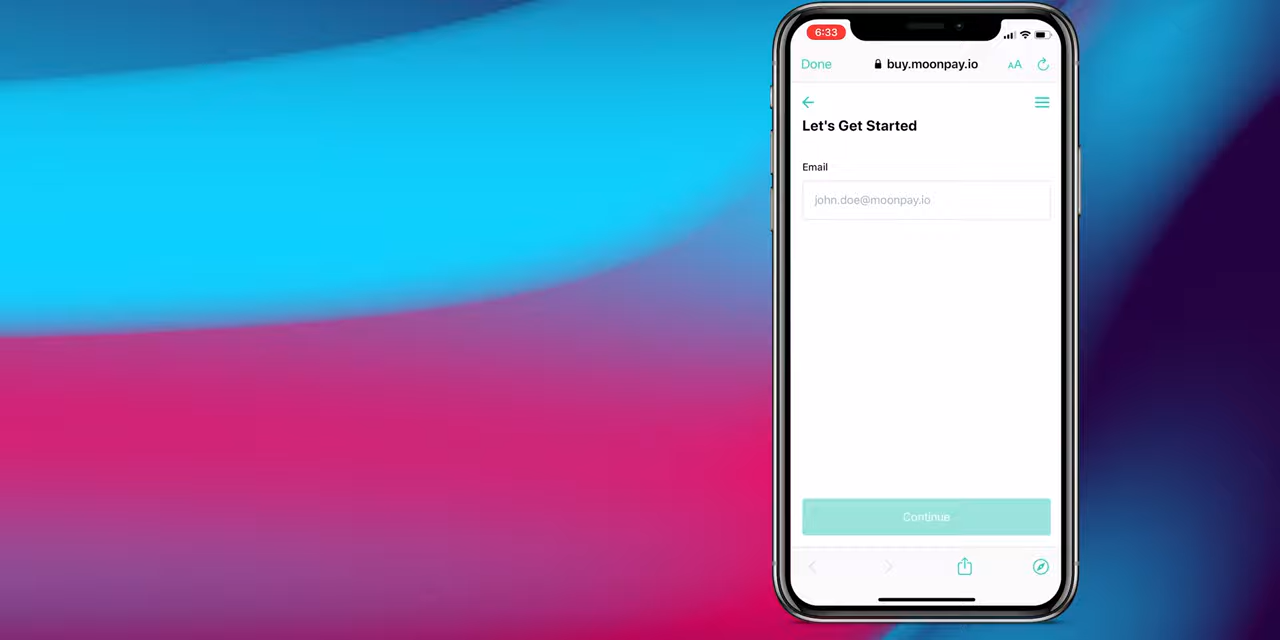 6:33
Done
buy.moonpay.io
AA
Let's Get Started
Email
john.doe@moonpay.io
Continue